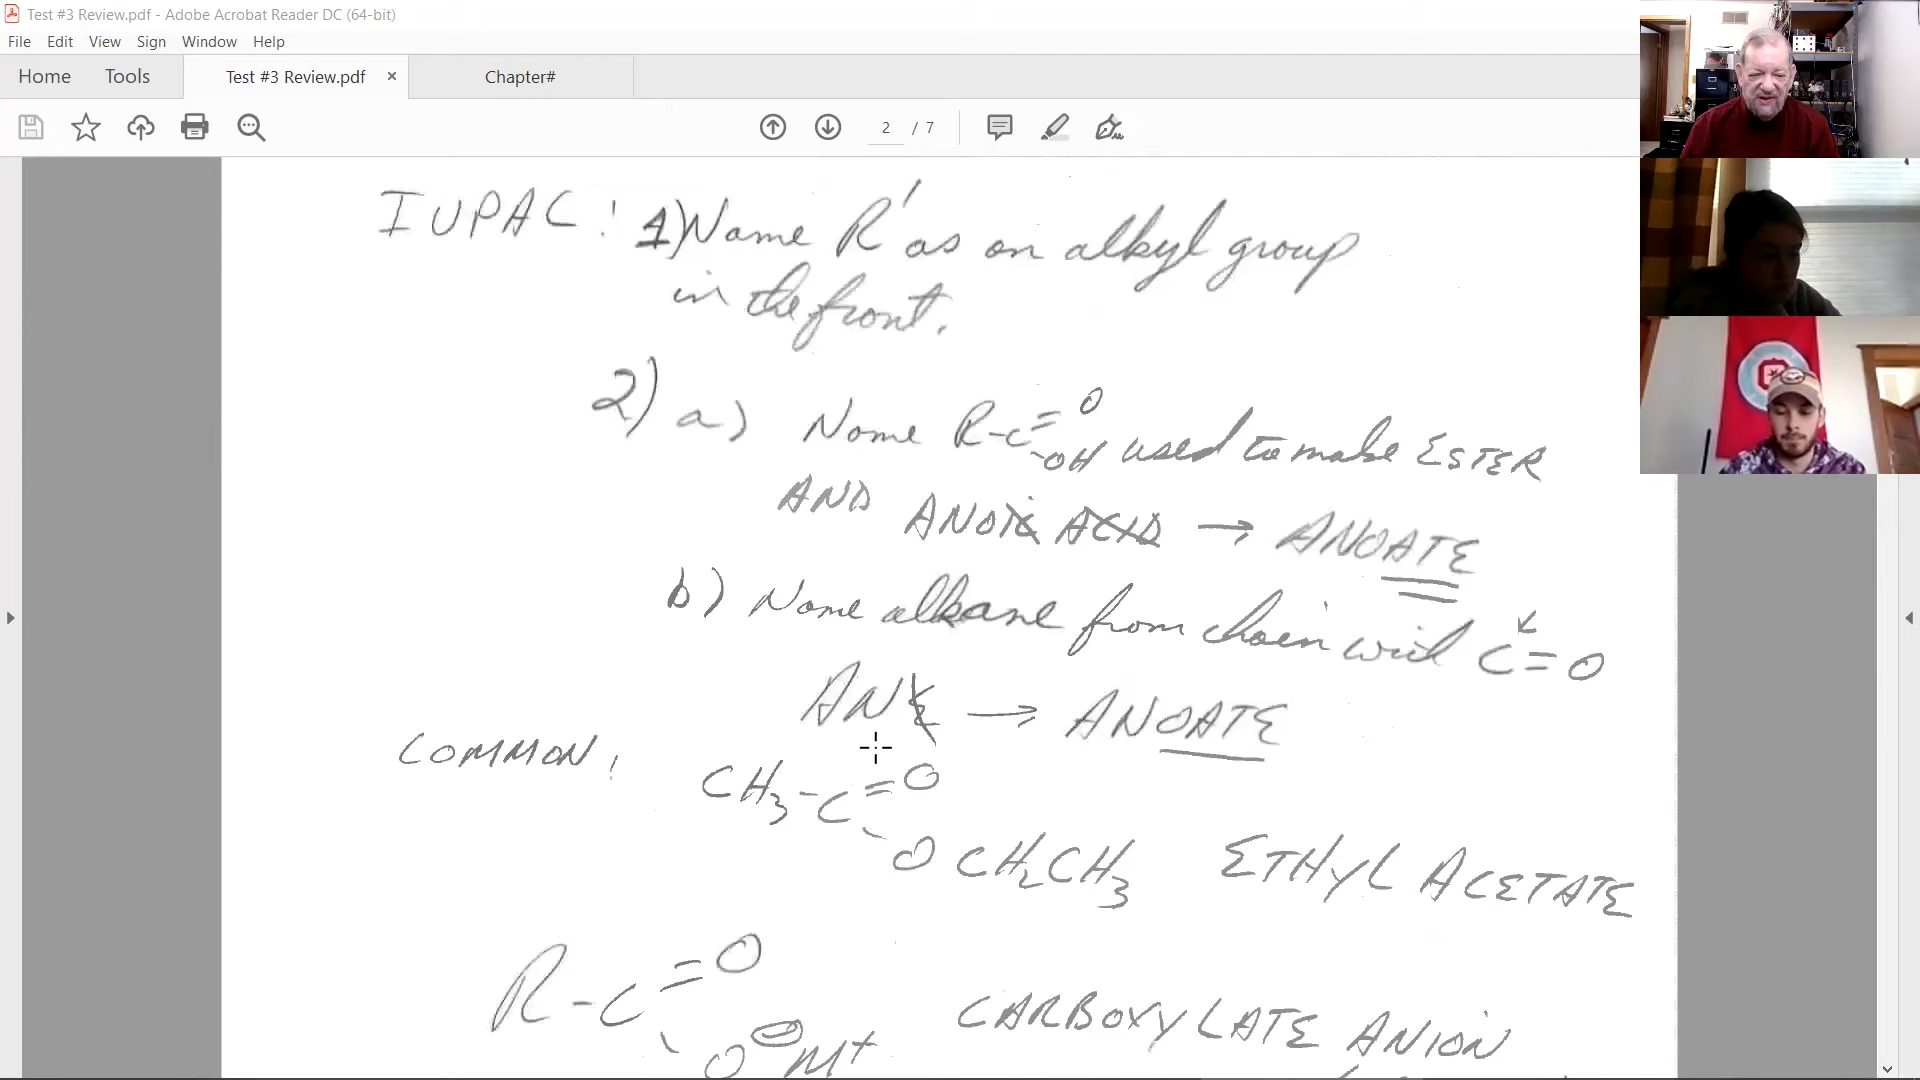 Test #3 Review.pdf - Adobe Acrobat Reader DC (64-bit)
File Edit View Sign Window Help
Home Tools Test #3 Review.pdf × Chapter#
2 / 7
IUPAC: 1) Name R' as an alkyl group
in the front.
2) a) Name R-C=O
-OH used to make ESTER
AND ANOIC ACID → ANOATE
b) Name alkane from chain with C=O
ANE → ANOATE
COMMON:
CH3-C=O
OCH2CH3 ETHYL ACETATE
R-C=O
O⊖M+ CARBOXYLATE ANION